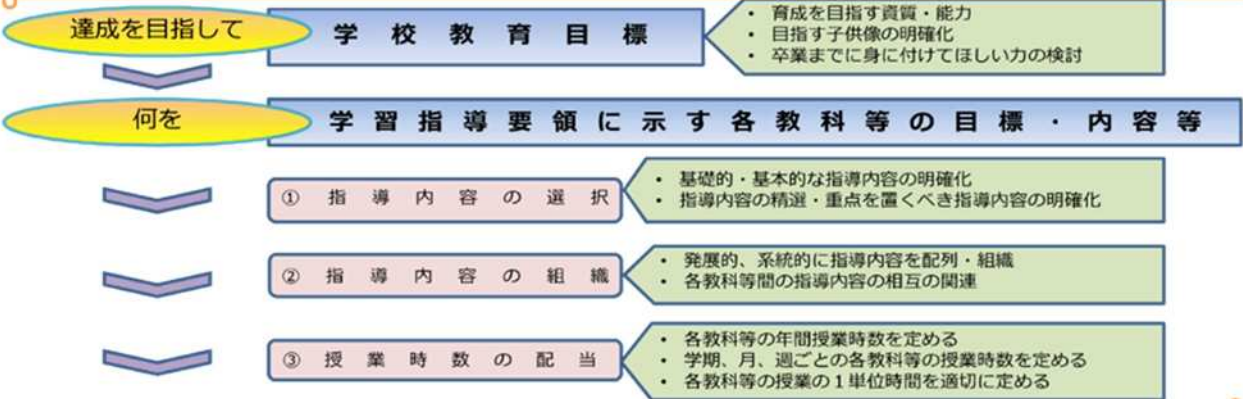 達成を目指して
学校教育目標
・ 育成を目指す資質・能力
・ 目指す子供像の明確化
・ 卒業までに身に付けてほしい力の検討
何を
学習指導要領に示す各教科等の目標・内容等
① 指導内容の選択
・ 基礎的・基本的な指導内容の明確化
・ 指導内容の精選・重点を置くべき指導内容の明確化
② 指導内容の組織
・ 発展的、系統的に指導内容を配列・組織
・ 各教科等間の指導内容の相互の関連
③ 授業時数の配当
・ 各教科等の年間授業時数を定める
・ 学期、月、週ごとの各教科等の授業時数を定める
・ 各教科等の授業の1単位時間を適切に定める